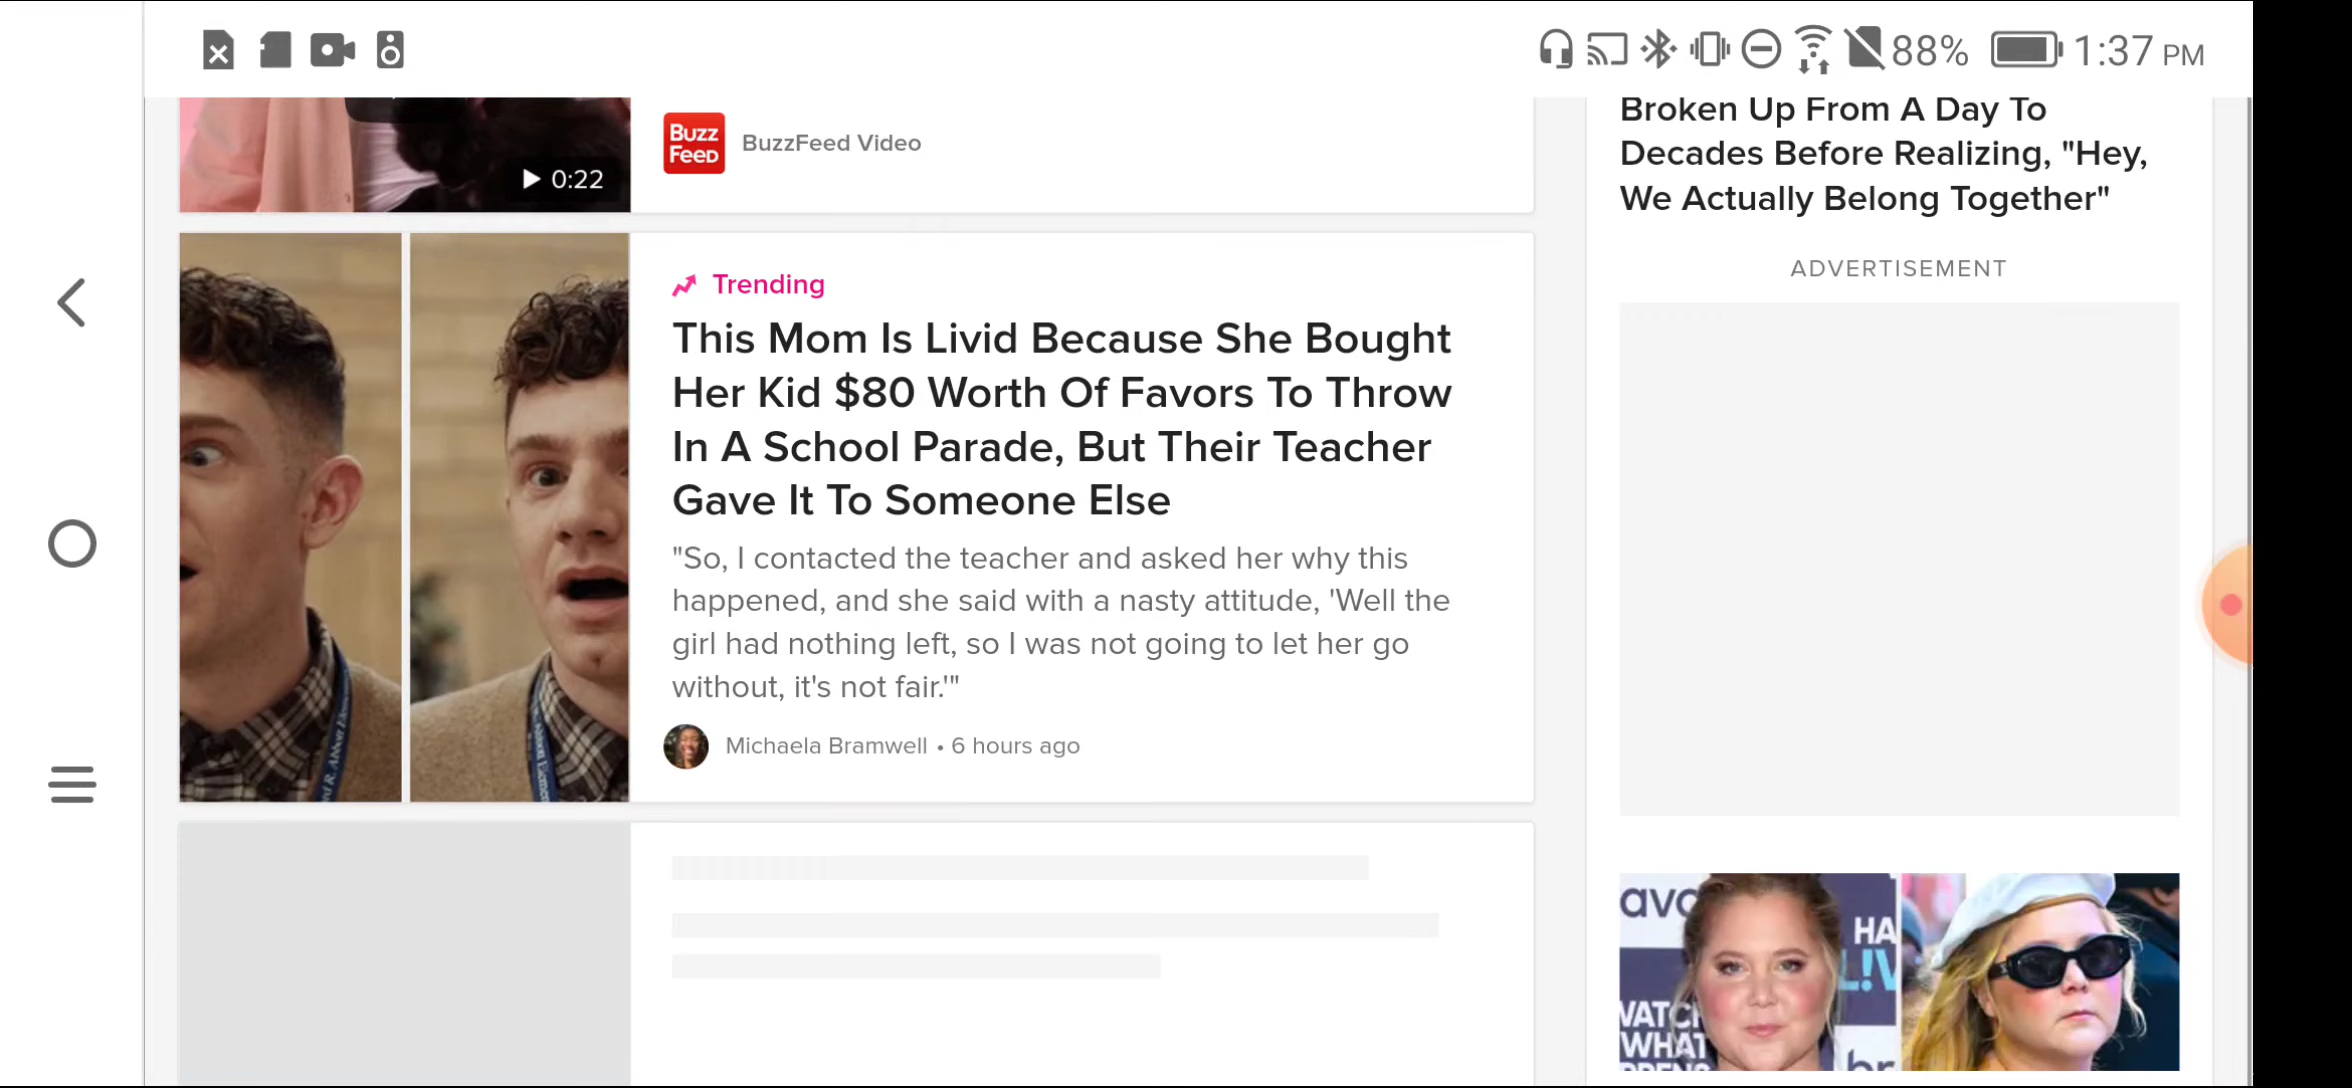 88% 1:37 PM
0:22
Buzz
FeeD
BuzzFeed Video
Trending
This Mom Is Livid Because She Bought
Her Kid $80 Worth Of Favors To Throw
In A School Parade, But Their Teacher
Gave It To Someone Else
"So, I contacted the teacher and asked her why this
happened, and she said with a nasty attitude, 'Well the
girl had nothing left, so I was not going to let her go
without, it's not fair.'"
Michaela Bramwell • 6 hours ago
Broken Up From A Day To
Decades Before Realizing, "Hey,
We Actually Belong Together"
ADVERTISEMENT
HA
WHAT